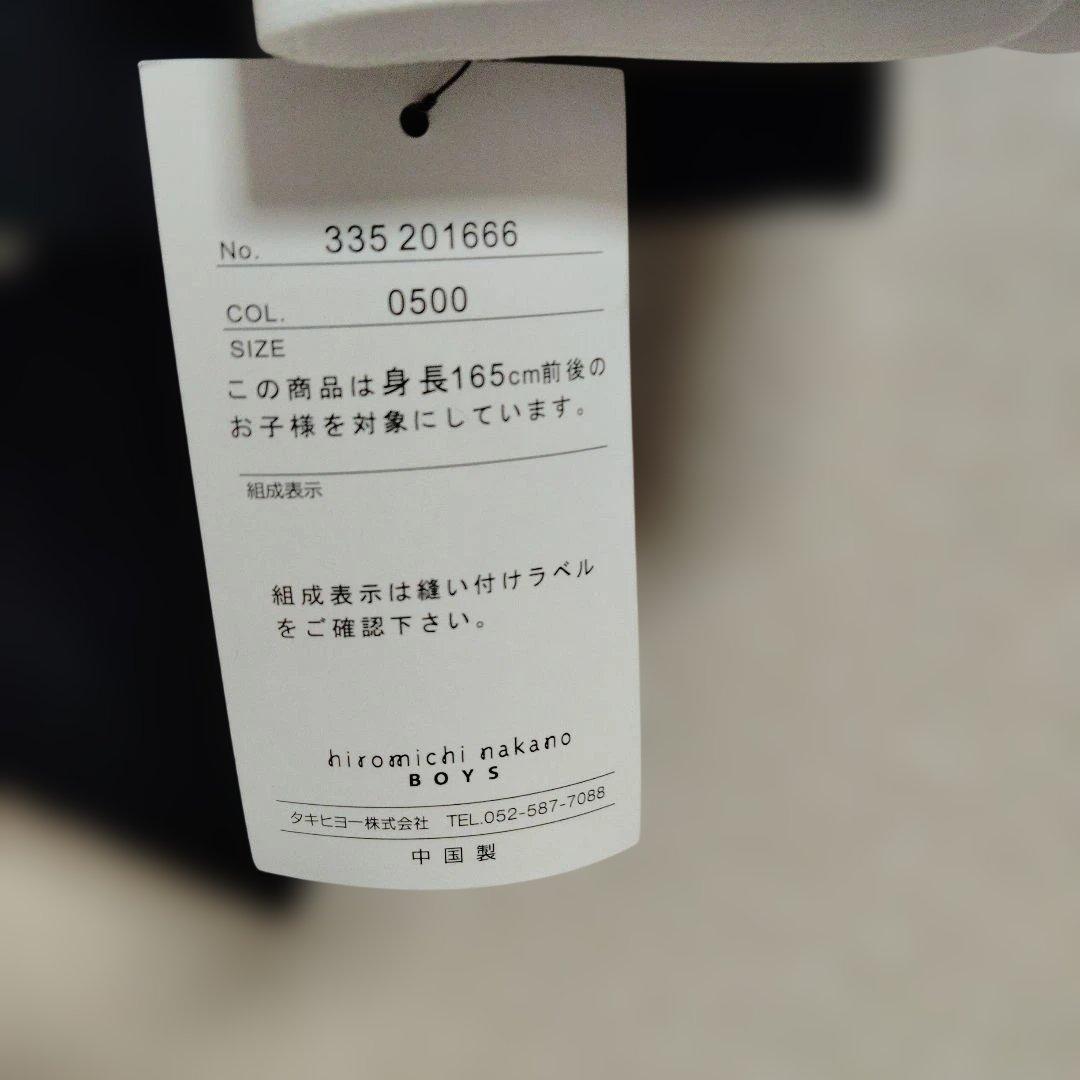 No. 335 201666
COL. 0500
SIZE
この商品は身長165cm前後の
お子様を対象にしています。
組成表示
組成表示は縫い付けラベル
をご確認下さい。
hiromichi nakano
BOYS
タキヒヨー株式会社 TEL.052-587-7088
中国製